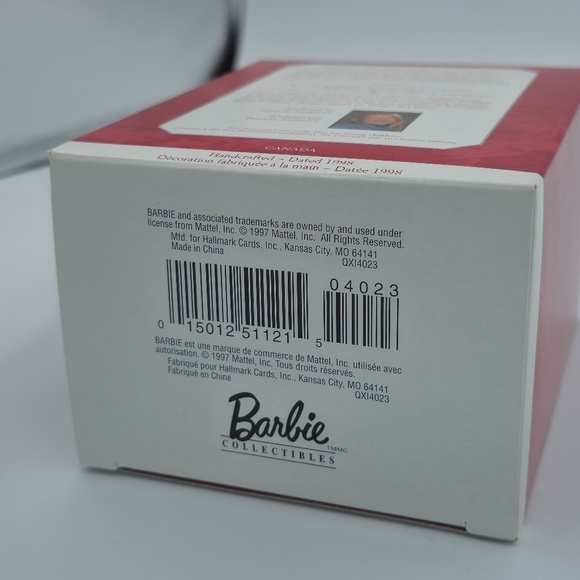 CANADA
Handcrafted - Dated 1998
Décoration fabriquée à la main - Datée 1998
BARBIE and associated trademarks are owned by and used under
license from Mattel, Inc. © 1997 Mattel, Inc. All Rights Reserved.
Mfd. for Hallmark Cards, Inc., Kansas City, MO 64141
Made in China QXI4023
04023
0 15012 51121 5
BARBIE est une marque de commerce de Mattel, Inc. utilisée avec
autorisation. © 1997 Mattel, Inc. Tous droits réservés.
Fabriqué pour Hallmark Cards, Inc., Kansas City, MO 64141
Fabriqué en Chine QXI4023
Barbie
TM/MC
COLLECTIBLES